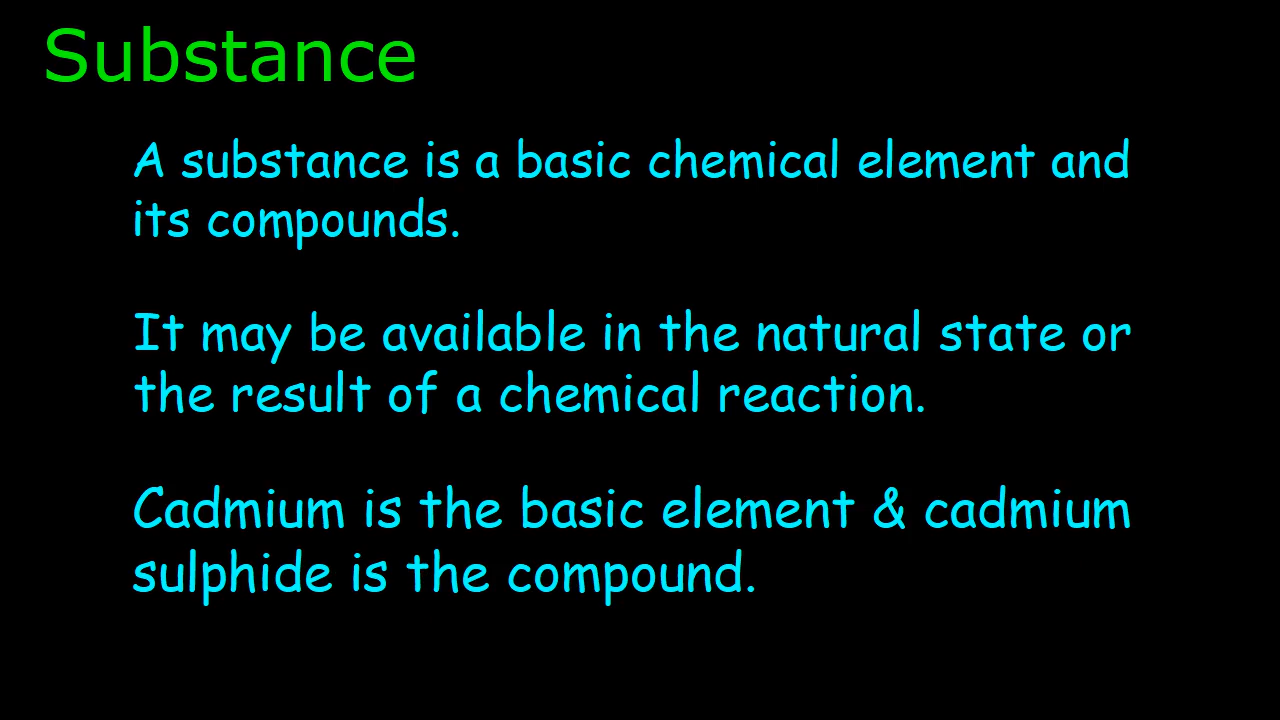 Substance
A substance is a basic chemical element and
its compounds.
It may be available in the natural state or
the result of a chemical reaction.
Cadmium is the basic element & cadmium
sulphide is the compound.